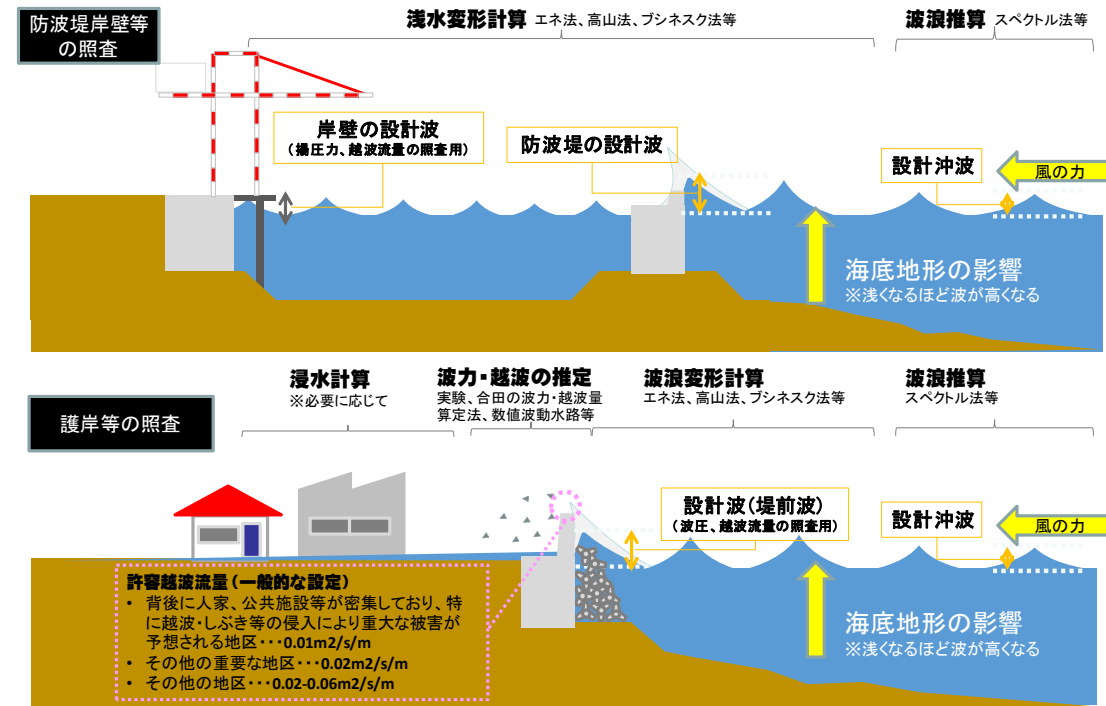 防波堤岸壁等
の照査
浅水変形計算 エネ法、高山法、ブシネスク法等
波浪推算 スペクトル法等
岸壁の設計波
(揚圧力、越波流量の照査用)
防波堤の設計波
設計沖波
風の力
海底地形の影響
※浅くなるほど波が高くなる
護岸等の照査
浸水計算
※必要に応じて
波力・越波の推定
実験、合田の波力・越波量
算定法、数値波動水路等
波浪変形計算
エネ法、高山法、ブシネスク法等
波浪推算
スペクトル法等
設計波(堤前波)
(波圧、越波流量の照査用)
設計沖波
風の力
海底地形の影響
※浅くなるほど波が高くなる
許容越波流量(一般的な設定)
• 背後に人家、公共施設等が密集しており、特
に越波・しぶき等の侵入により重大な被害が
予想される地区・・・0.01m2/s/m
• その他の重要な地区・・・0.02m2/s/m
• その他の地区・・・0.02-0.06m2/s/m